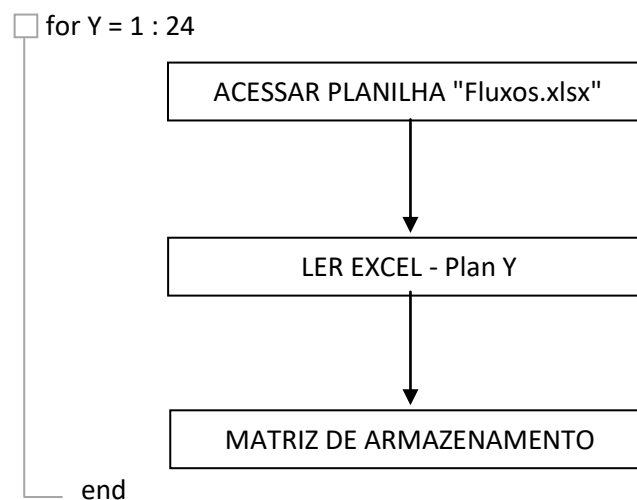 for Y = 1 : 24
ACESSAR PLANILHA "Fluxos.xlsx"
LER EXCEL - Plan Y
MATRIZ DE ARMAZENAMENTO
end